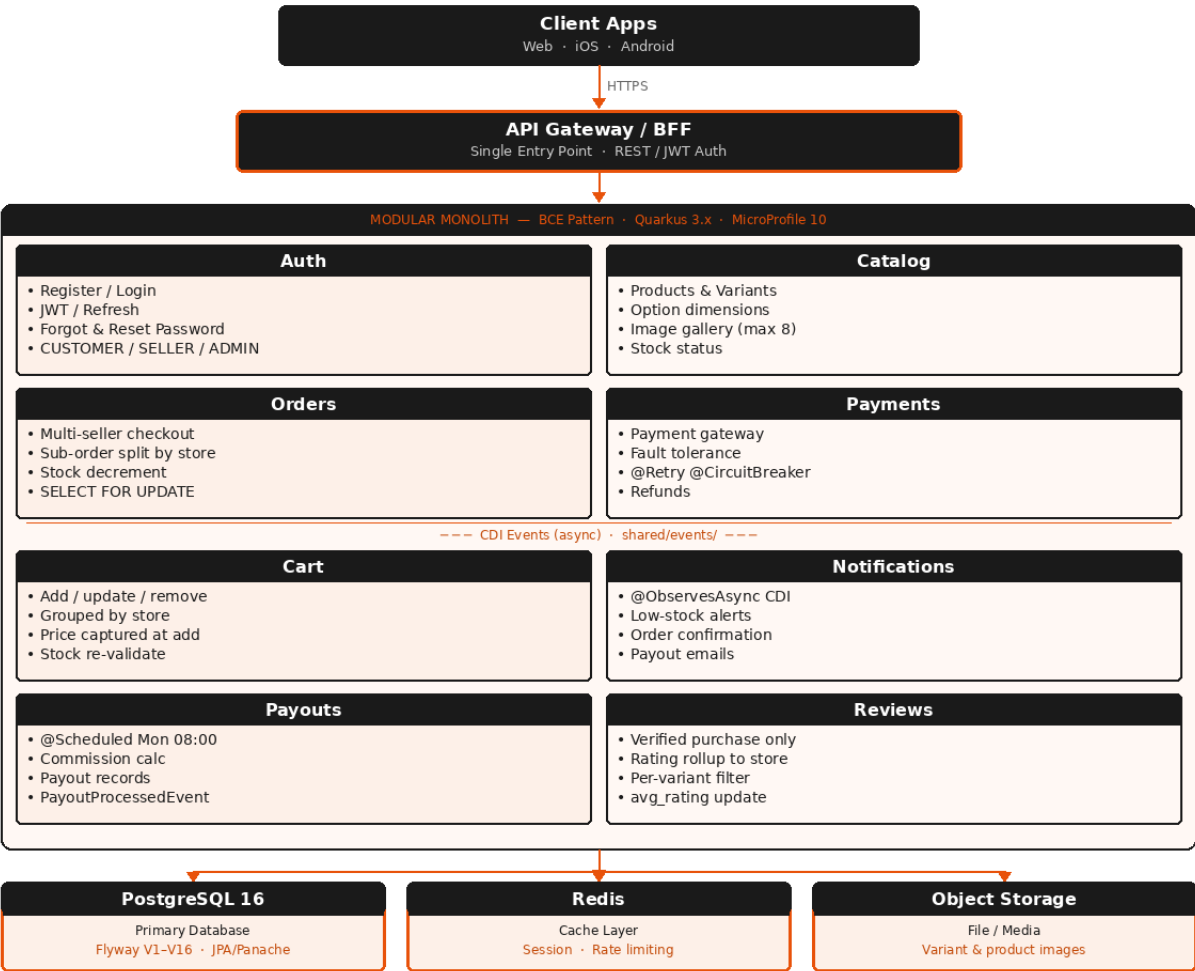 Client Apps
Web · iOS · Android
HTTPS
API Gateway / BFF
Single Entry Point · REST / JWT Auth
MODULAR MONOLITH — BCE Pattern · Quarkus 3.x · MicroProfile 10
Auth
• Register / Login
• JWT / Refresh
• Forgot & Reset Password
• CUSTOMER / SELLER / ADMIN
Catalog
• Products & Variants
• Option dimensions
• Image gallery (max 8)
• Stock status
Orders
• Multi-seller checkout
• Sub-order split by store
• Stock decrement
• SELECT FOR UPDATE
Payments
• Payment gateway
• Fault tolerance
• @Retry @CircuitBreaker
• Refunds
─── CDI Events (async) · shared/events/ ───
Cart
• Add / update / remove
• Grouped by store
• Price captured at add
• Stock re-validate
Notifications
• @ObservesAsync CDI
• Low-stock alerts
• Order confirmation
• Payout emails
Payouts
• @Scheduled Mon 08:00
• Commission calc
• Payout records
• PayoutProcessedEvent
Reviews
• Verified purchase only
• Rating rollup to store
• Per-variant filter
• avg_rating update
PostgreSQL 16
Primary Database
Flyway V1–V16 · JPA/Panache
Redis
Cache Layer
Session · Rate limiting
Object Storage
File / Media
Variant & product images